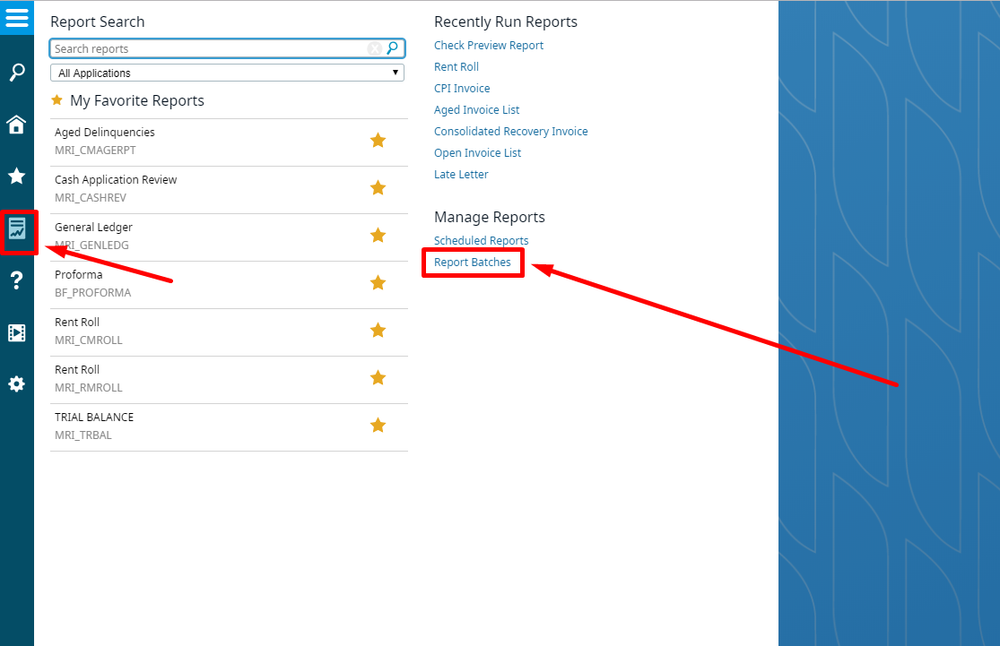 Report Search
Search reports
All Applications
My Favorite Reports
Aged Delinquencies
MRI_CMAGERPT
Cash Application Review
MRI_CASHREV
General Ledger
MRI_GENLEDG
Proforma
BF_PROFORMA
Rent Roll
MRI_CMROLL
Rent Roll
MRI_RMROLL
TRIAL BALANCE
MRI_TRBAL
Recently Run Reports
Check Preview Report
Rent Roll
CPI Invoice
Aged Invoice List
Consolidated Recovery Invoice
Open Invoice List
Late Letter
Manage Reports
Scheduled Reports
Report Batches